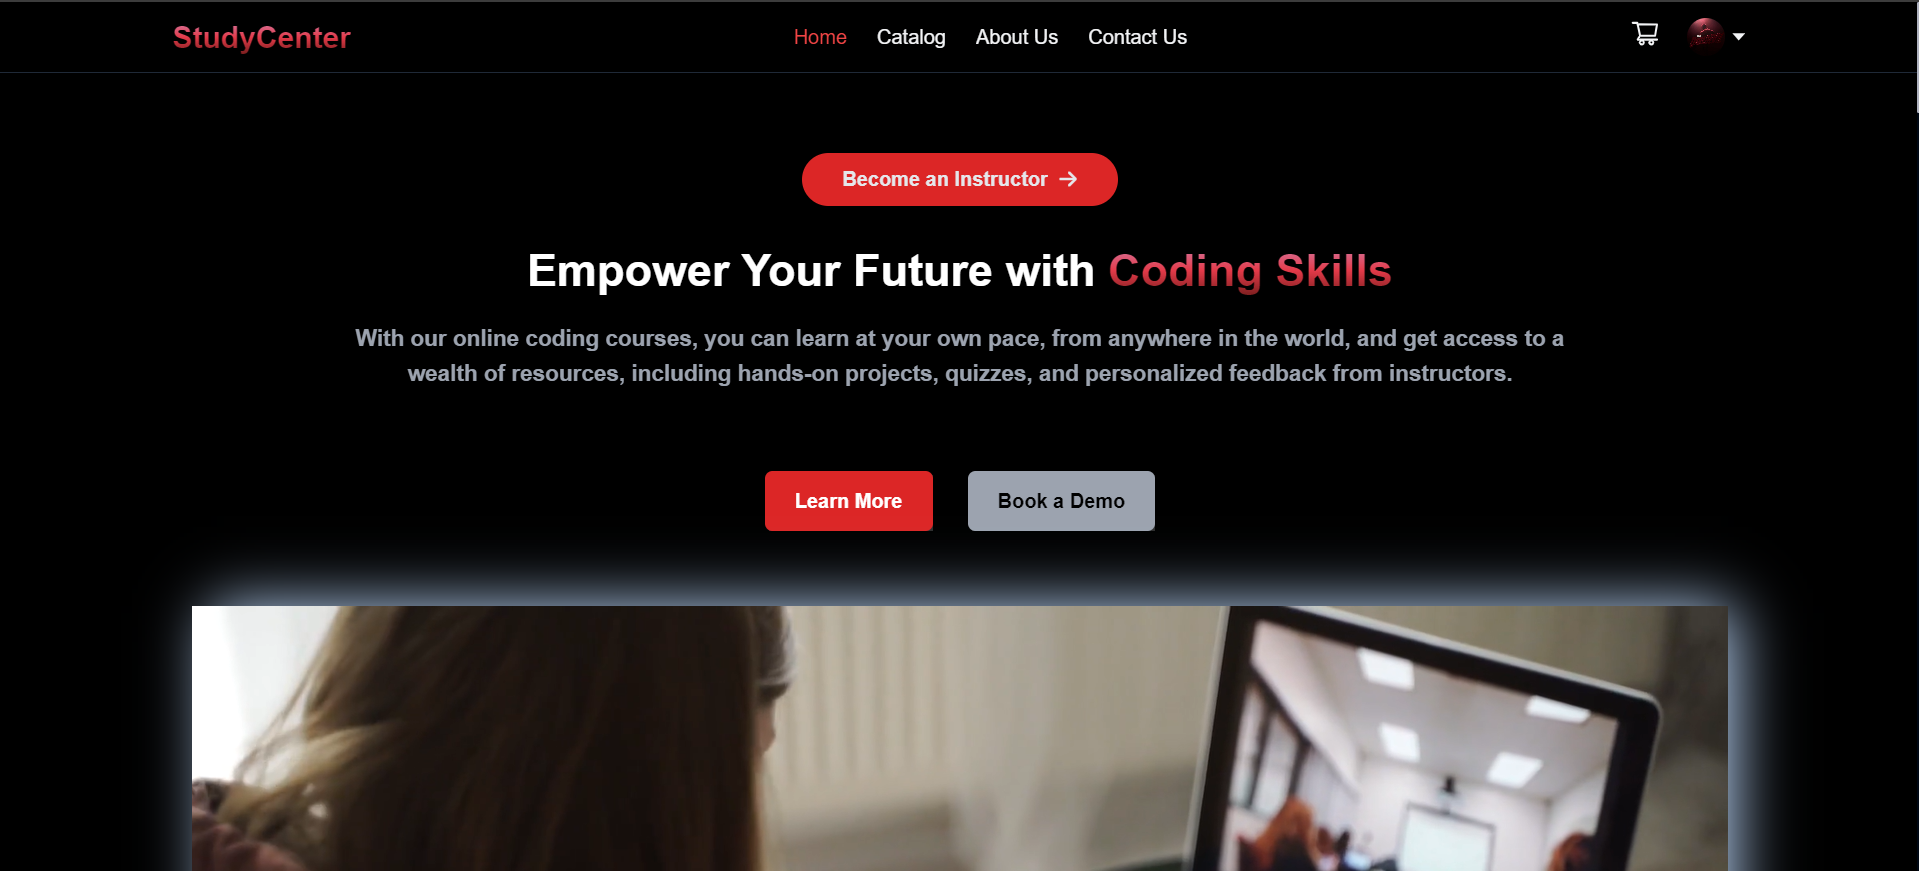 StudyCenter
Home Catalog About Us Contact Us
Become an Instructor →
Empower Your Future with Coding Skills
With our online coding courses, you can learn at your own pace, from anywhere in the world, and get access to a
wealth of resources, including hands-on projects, quizzes, and personalized feedback from instructors.
Learn More Book a Demo